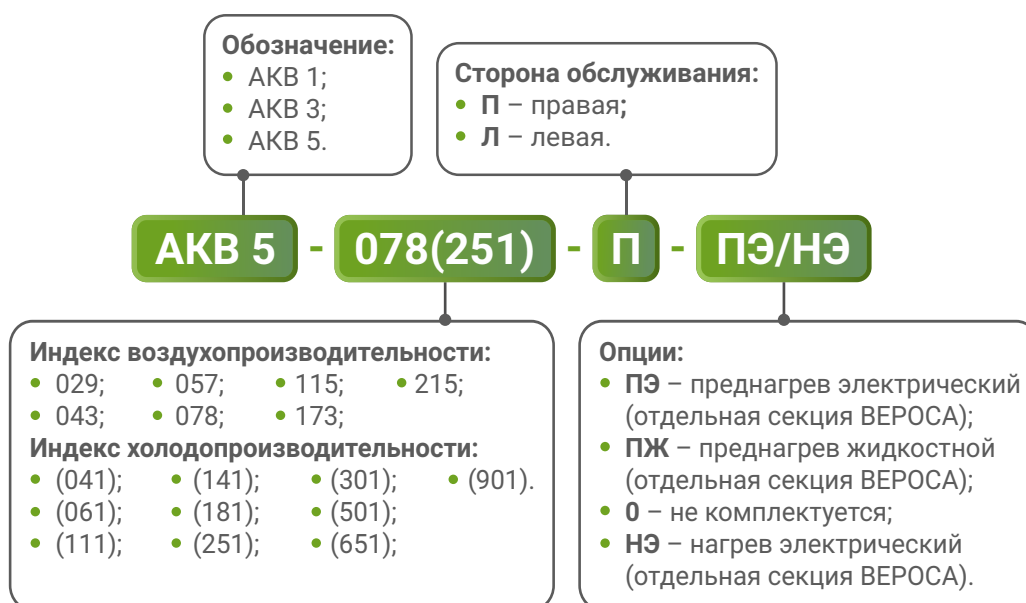 Обозначение:
• АКВ 1;
• АКВ 3;
• АКВ 5.
Сторона обслуживания:
• П – правая;
• Л – левая.
АКВ 5 - 078(251) - П - ПЭ/НЭ
Индекс воздухопроизводительности:
• 029; • 057; • 115; • 215;
• 043; • 078; • 173;
Индекс холодопроизводительности:
• (041); • (141); • (301); • (901).
• (061); • (181); • (501);
• (111); • (251); • (651);
Опции:
• ПЭ – преднагрев электрический
(отдельная секция ВЕРОСА);
• ПЖ – преднагрев жидкостной
(отдельная секция ВЕРОСА);
• 0 – не комплектуется;
• НЭ – нагрев электрический
(отдельная секция ВЕРОСА).